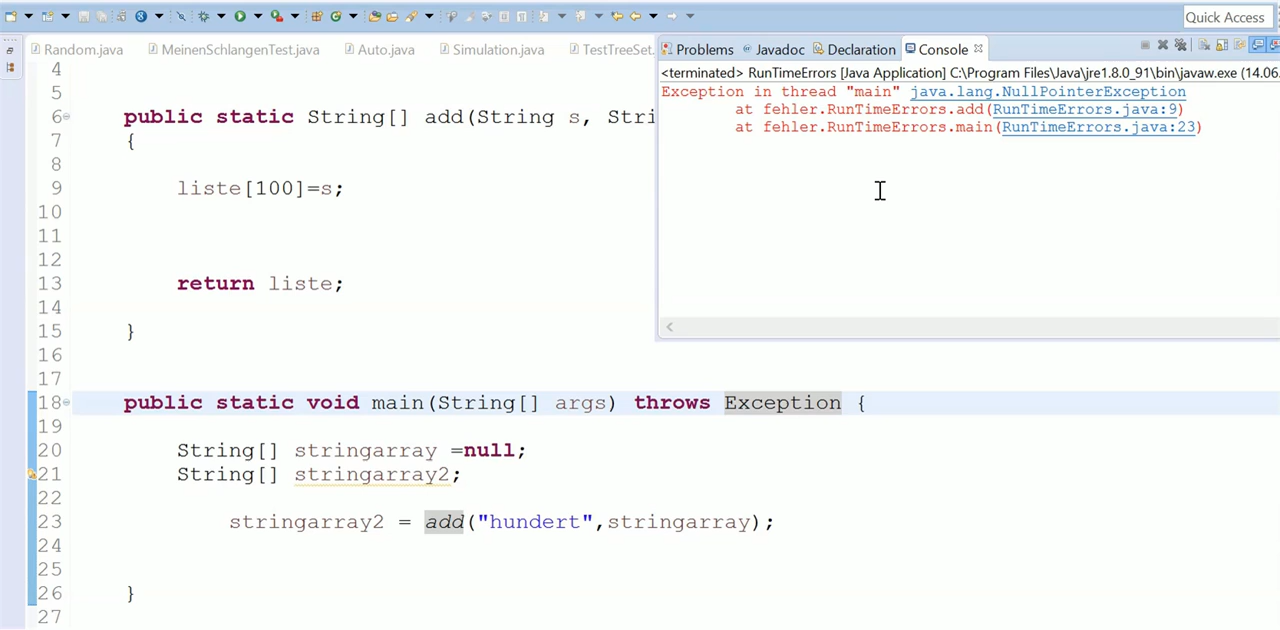 Quick Access
Random.java MeinenSchlangenTest.java Auto.java Simulation.java TestTreeSet.
Problems Javadoc Declaration Console
<terminated> RunTimeErrors [Java Application] C:\Program Files\Java\jre1.8.0_91\bin\javaw.exe (14.06.
Exception in thread "main" java.lang.NullPointerException
at fehler.RunTimeErrors.add(RunTimeErrors.java:9)
at fehler.RunTimeErrors.main(RunTimeErrors.java:23)
4
5
6 public static String[] add(String s, Stri
7 {
8
9 liste[100]=s;
10
11
12
13 return liste;
14
15 }
16
17
18 public static void main(String[] args) throws Exception {
19
20 String[] stringarray =null;
21 String[] stringarray2;
22
23 stringarray2 = add("hundert",stringarray);
24
25
26 }
27